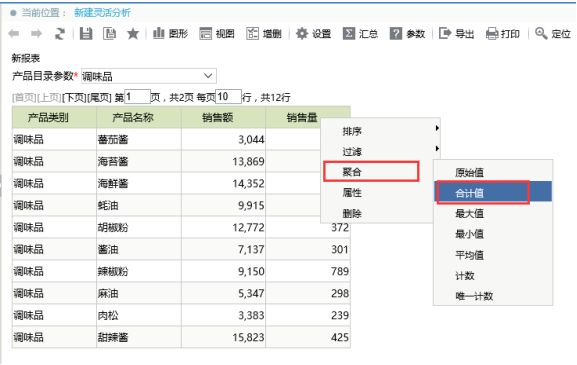 当前位置： 新建灵活分析
图形 视图 增删 设置 汇总 参数 导出 打印 定位
新报表
产品目录参数* 调味品
[首页][上页][下页][尾页] 第1 页，共2页 每页10 行，共12行
产品类别 产品名称 销售额 销售量
调味品 蕃茄酱 3,044
调味品 海苔酱 13,869
调味品 海鲜酱 14,352
调味品 蚝油 9,915
调味品 胡椒粉 12,772 372
调味品 酱油 7,137 301
调味品 辣椒粉 9,150 789
调味品 麻油 5,347 298
调味品 肉松 3,383 239
调味品 甜辣酱 15,823 425
排序
过滤
聚合
属性
删除
原始值
合计值
最大值
最小值
平均值
计数
唯一计数